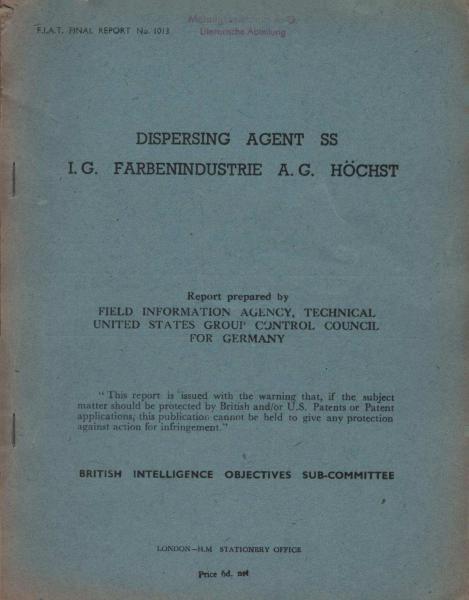 F.I.A.T. FINAL REPORT No. 1013
A.G.
Literarische Abteilung
DISPERSING AGENT SS
I. G. FARBENINDUSTRIE A. G. HÖCHST
Report prepared by
FIELD INFORMATION AGENCY, TECHNICAL
UNITED STATES GROUP CONTROL COUNCIL
FOR GERMANY
" This report is issued with the warning that, if the subject
matter should be protected by British and/or U.S. Patents or Patent
applications, this publication cannot be held to give any protection
against action for infringement."
BRITISH INTELLIGENCE OBJECTIVES SUB-COMMITTEE
LONDON—H.M STATIONERY OFFICE
Price 6d. net